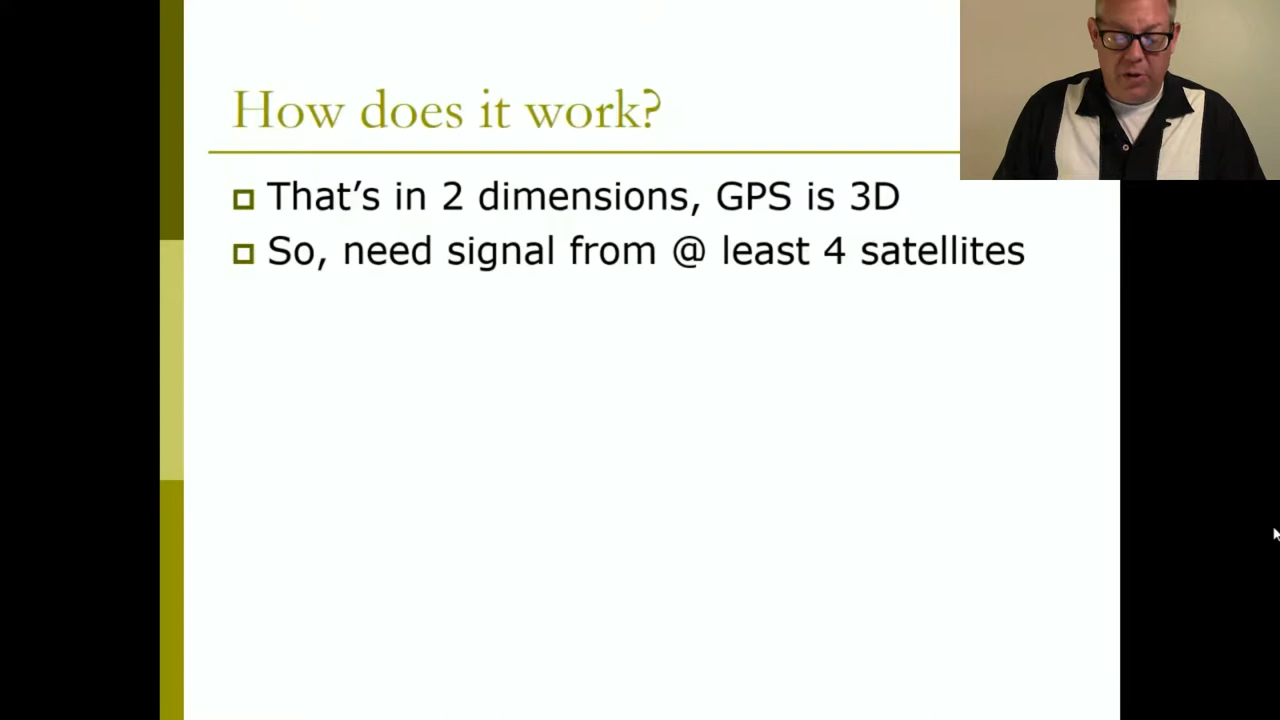 How does it work?
That’s in 2 dimensions, GPS is 3D
So, need signal from @ least 4 satellites